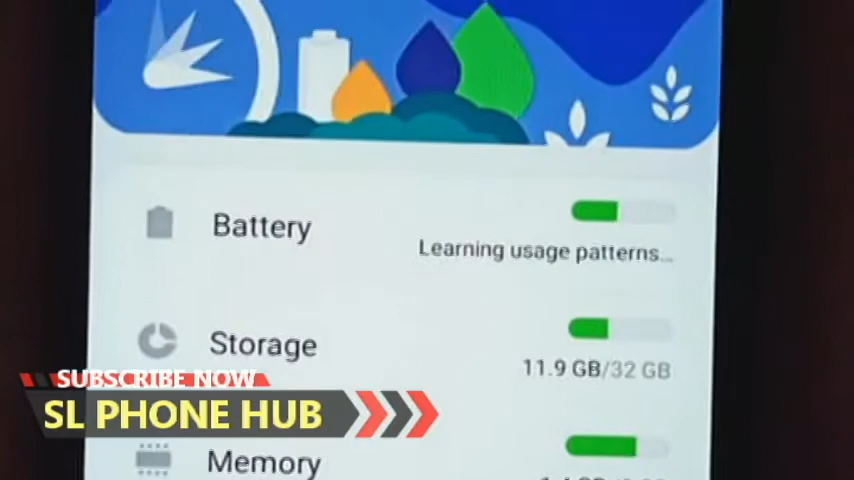 Battery
Learning usage patterns...
Storage
11.9 GB/32 GB
SUBSCRIBE NOW
SL PHONE HUB
Memory